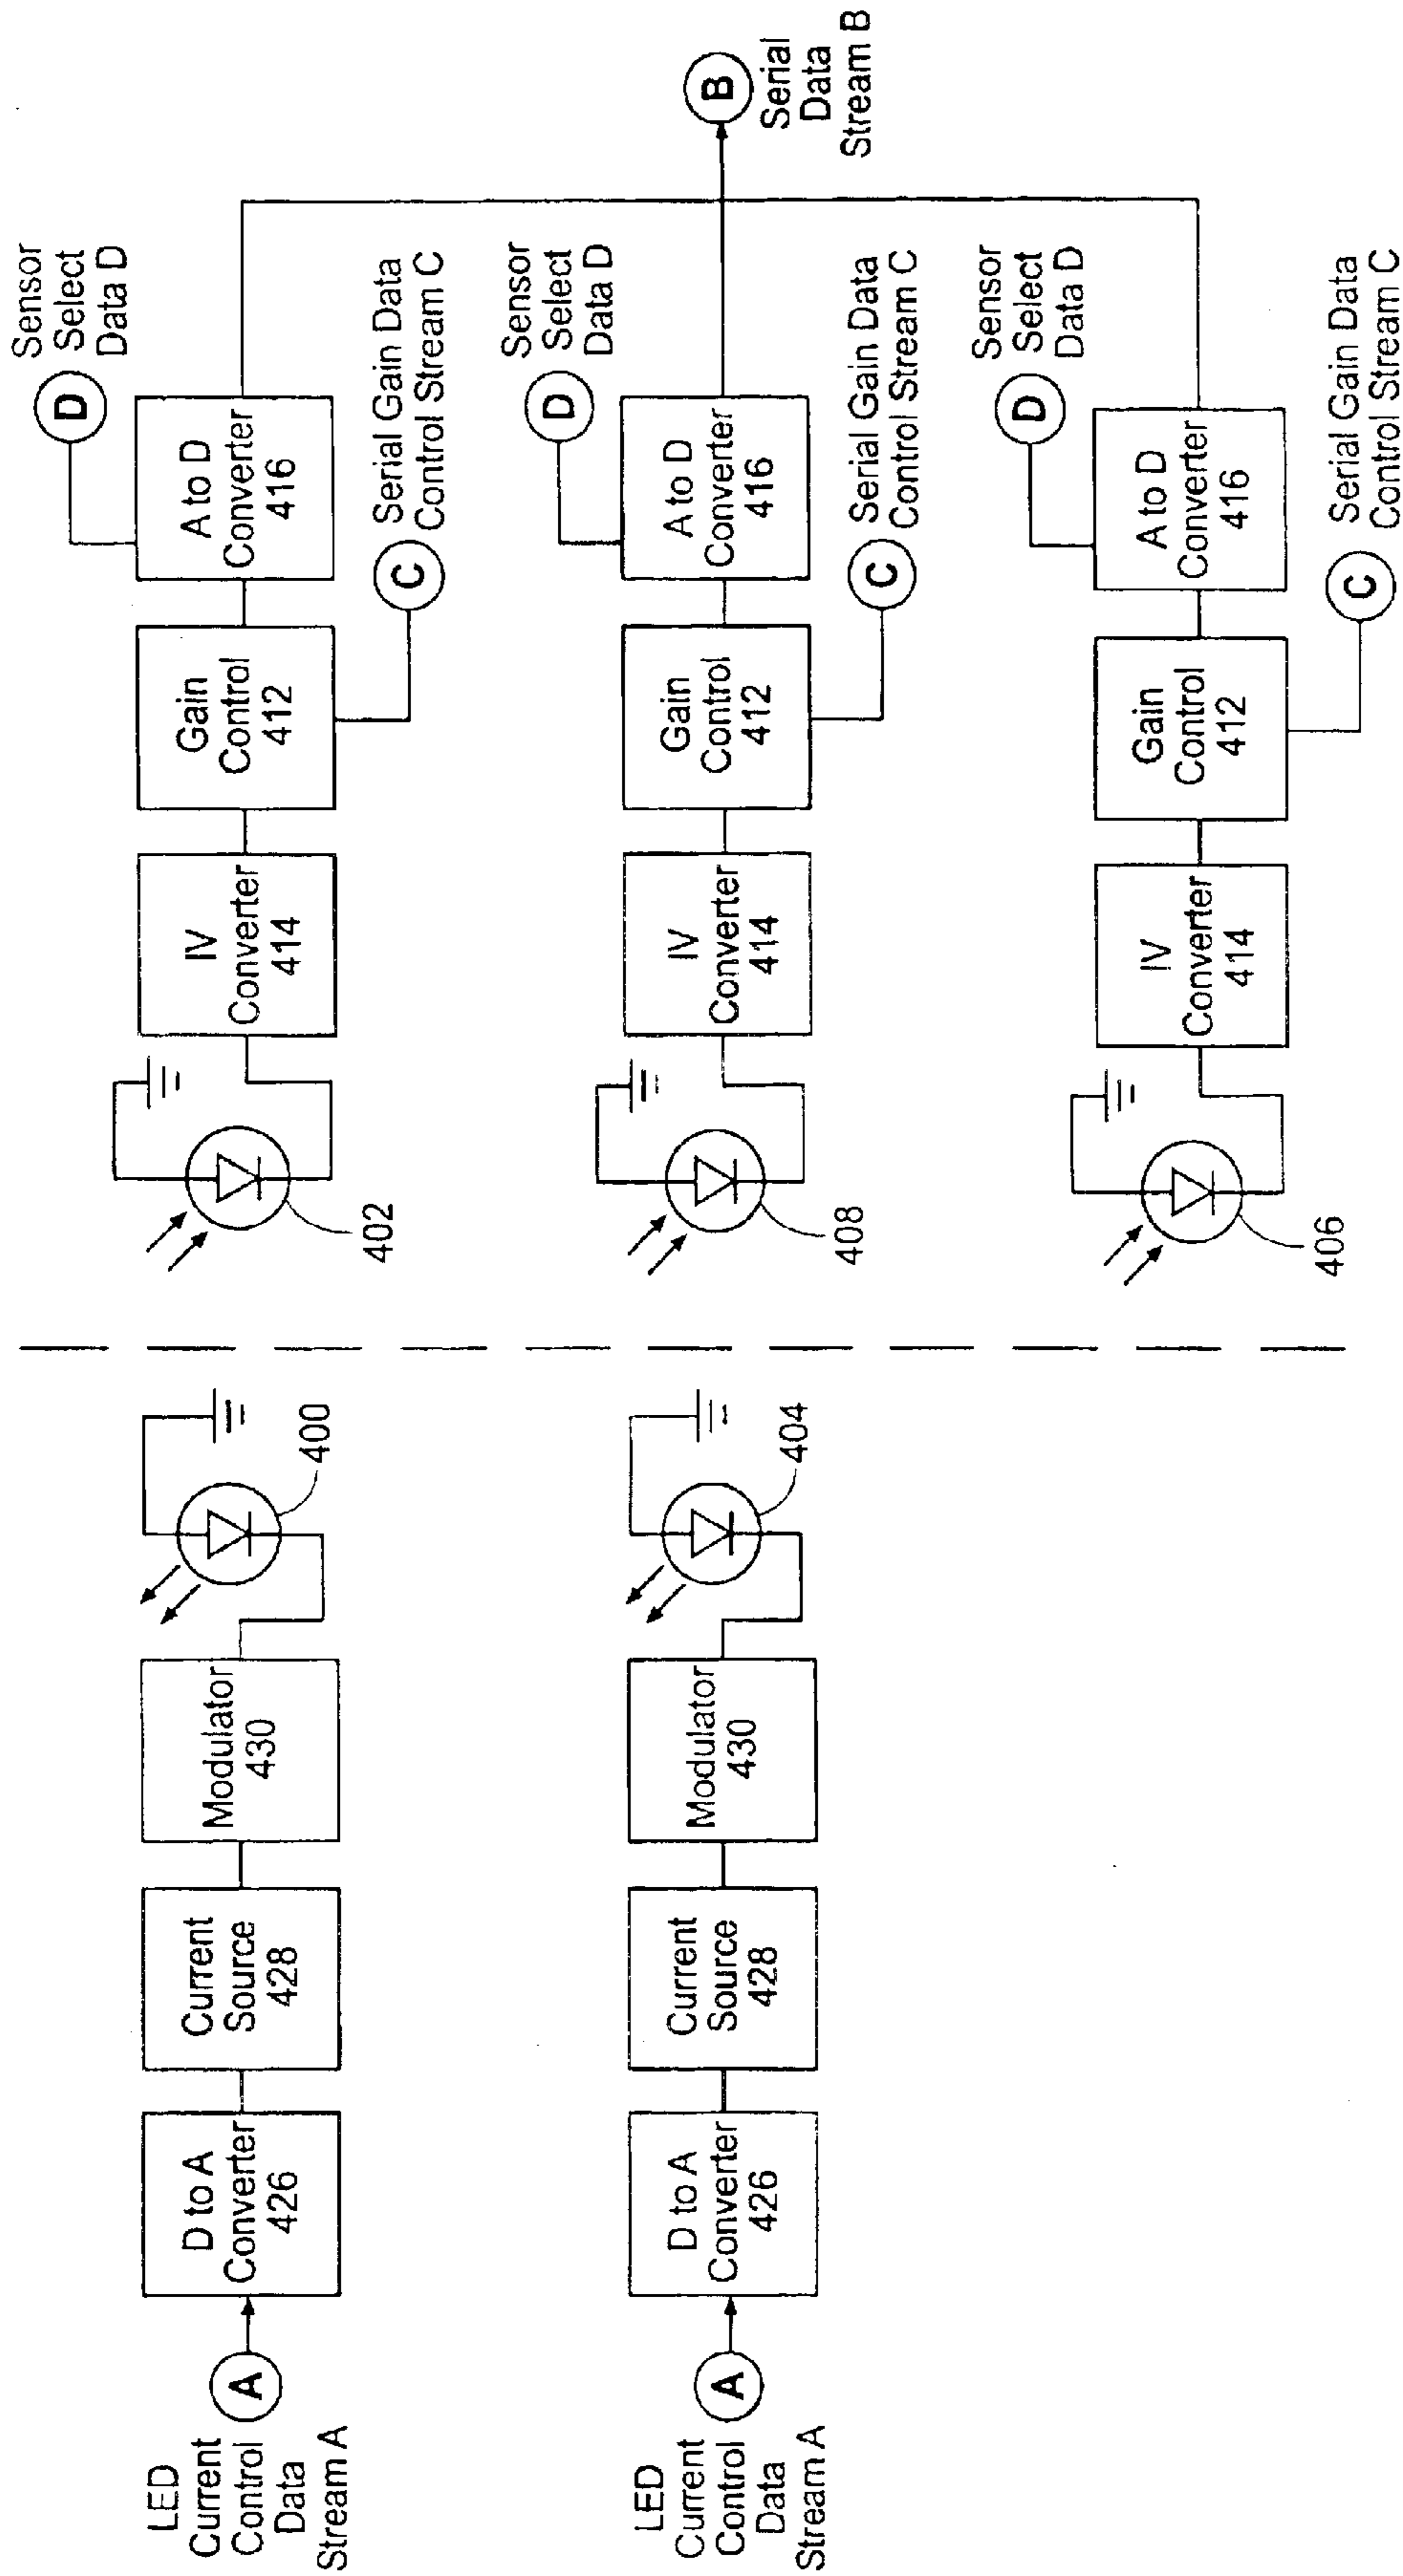 LED
Current
Control
Data
Stream A
A
D to A
Converter
426
Current
Source
428
Modulator
430
400
402
IV
Converter
414
Gain
Control
412
C
Serial Gain Data
Control Stream C
A to D
Converter
416
D
Sensor
Select
Data D
LED
Current
Control
Data
Stream A
A
D to A
Converter
426
Current
Source
428
Modulator
430
404
408
IV
Converter
414
Gain
Control
412
C
Serial Gain Data
Control Stream C
A to D
Converter
416
D
Sensor
Select
Data D
B
Serial
Data
Stream B
406
IV
Converter
414
Gain
Control
412
C
Serial Gain Data
Control Stream C
A to D
Converter
416
D
Sensor
Select
Data D